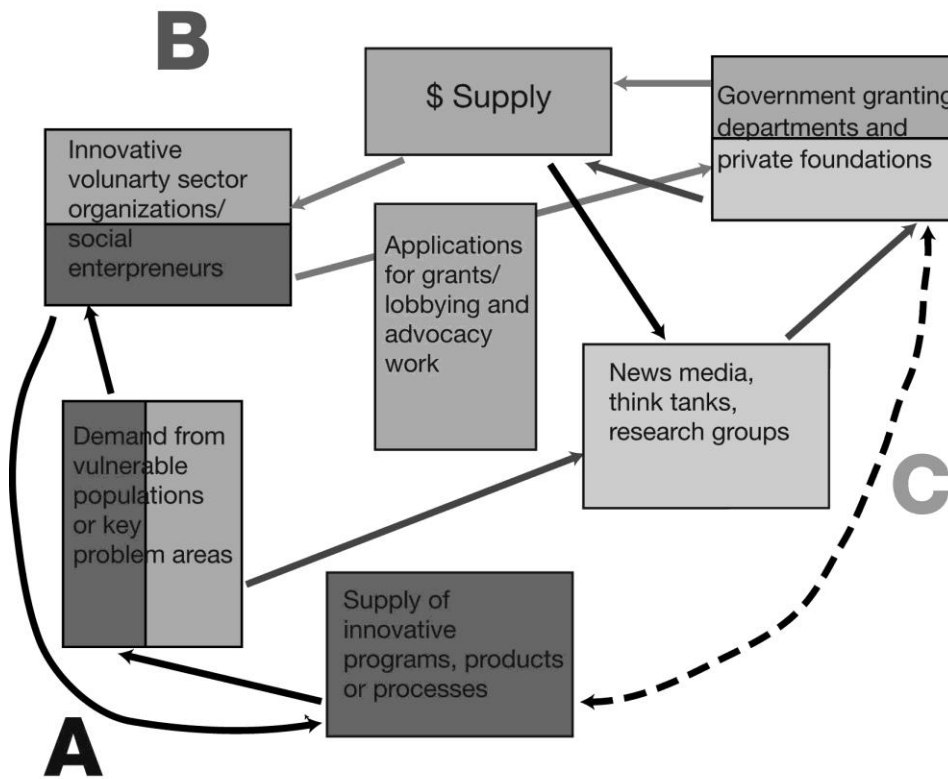 B
$ Supply
Government granting
departments and
private foundations
Innovative
volunarty sector
organizations/
social
enterpreneurs
Applications
for grants/
lobbying and
advocacy
work
News media,
think tanks,
research groups
C
Demand from
vulnerable
populations
or key
problem areas
Supply of
innovative
programs, products
or processes
A